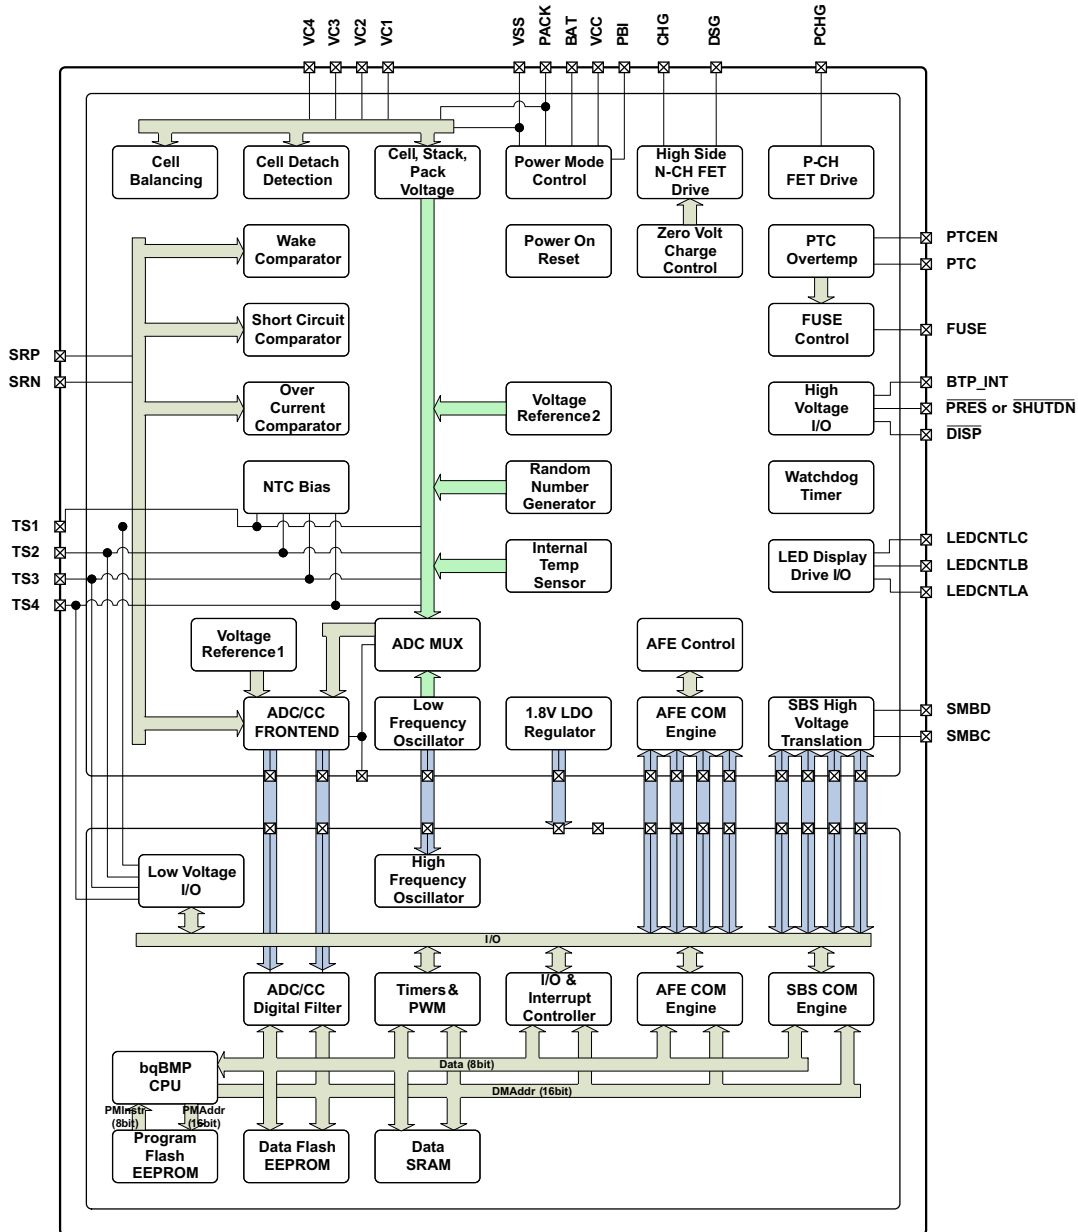 VC4
VC3
VC2
VC1
VSS
PACK
BAT
VCC
PBI
CHG
DSG
PCHG
Cell
Balancing
Cell Detach
Detection
Cell, Stack,
Pack
Voltage
Power Mode
Control
High Side
N-CH FET
Drive
P-CH
FET Drive
Wake
Comparator
Power On
Reset
Zero Volt
Charge
Control
PTC
Overtemp
PTCEN
PTC
Short Circuit
Comparator
FUSE
Control
FUSE
SRP
SRN
Over
Current
Comparator
Voltage
Reference2
High
Voltage
I/O
BTP_INT
PRES or SHUTDN
DISP
NTC Bias
Random
Number
Generator
Watchdog
Timer
TS1
TS2
TS3
TS4
Internal
Temp
Sensor
LED Display
Drive I/O
LEDCNTLC
LEDCNTLB
LEDCNTLA
Voltage
Reference1
ADC MUX
AFE Control
ADC/CC
FRONTEND
Low
Frequency
Oscillator
1.8V LDO
Regulator
AFE COM
Engine
SBS High
Voltage
Translation
SMBD
SMBC
Low Voltage
I/O
High
Frequency
Oscillator
I/O
ADC/CC
Digital Filter
Timers&
PWM
I/O &
Interrupt
Controller
AFE COM
Engine
SBS COM
Engine
bqBMP
CPU
Data (8bit)
DMAddr (16bit)
PMInstr
(8bit)
PMAddr
(16bit)
Program
Flash
EEPROM
Data Flash
EEPROM
Data
SRAM